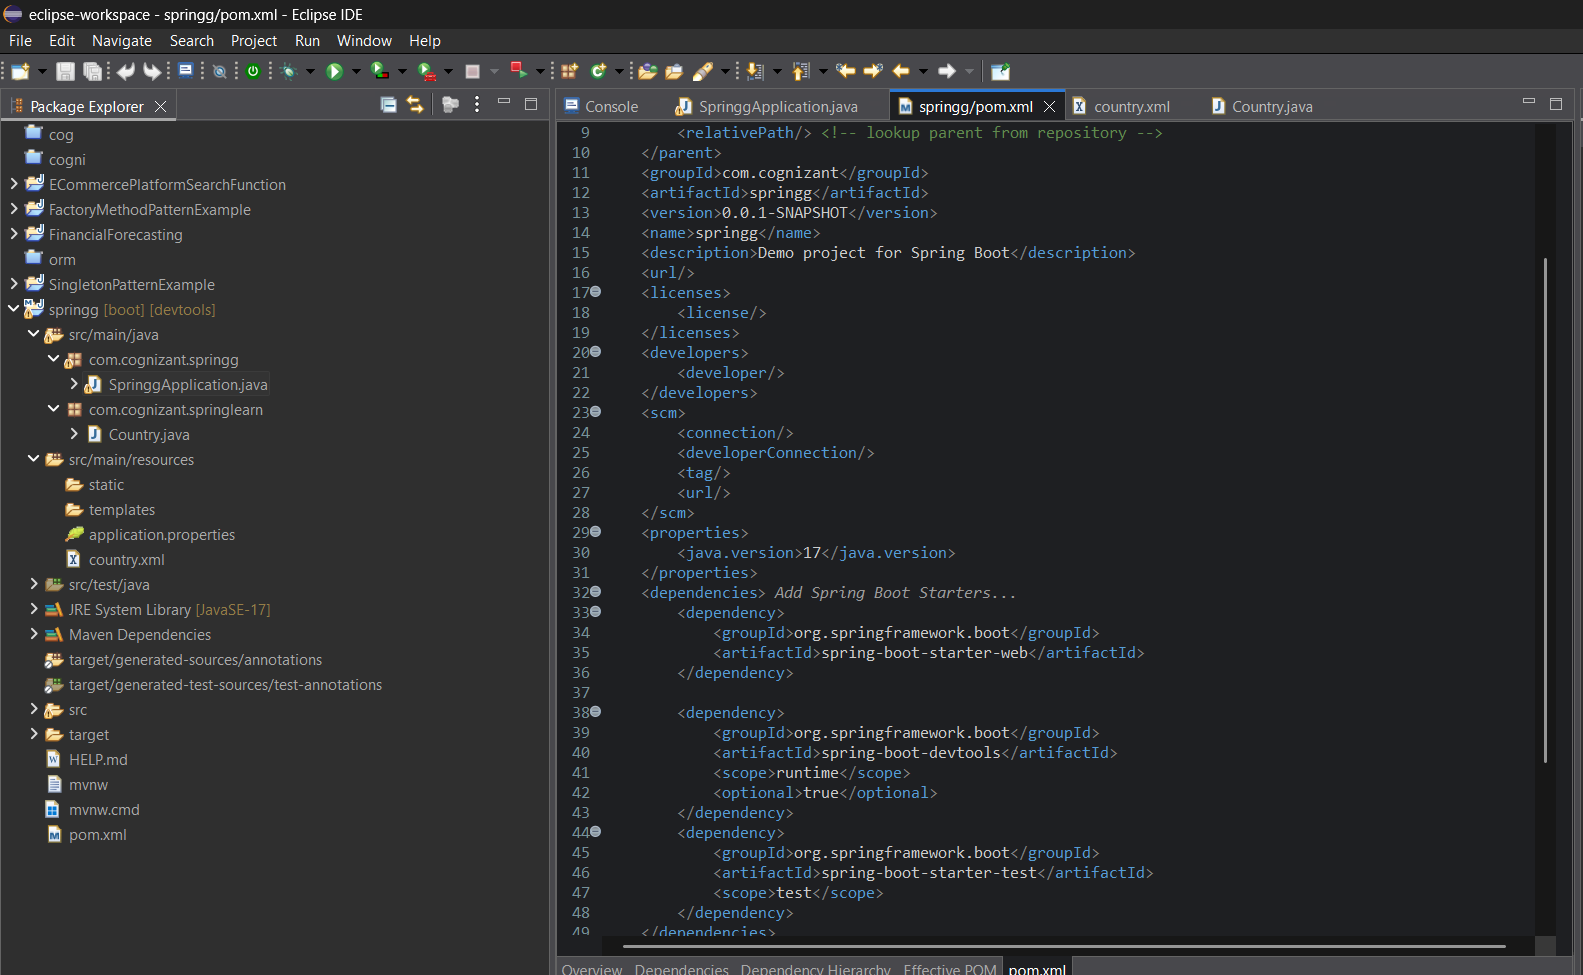 eclipse-workspace - springg/pom.xml - Eclipse IDE
File Edit Navigate Search Project Run Window Help
Package Explorer
cog
cogni
ECommercePlatformSearchFunction
FactoryMethodPatternExample
FinancialForecasting
orm
SingletonPatternExample
springg [boot] [devtools]
src/main/java
com.cognizant.springg
SpringgApplication.java
com.cognizant.springlearn
Country.java
src/main/resources
static
templates
application.properties
country.xml
src/test/java
JRE System Library [JavaSE-17]
Maven Dependencies
target/generated-sources/annotations
target/generated-test-sources/test-annotations
src
target
HELP.md
mvnw
mvnw.cmd
pom.xml
Console SpringgApplication.java springg/pom.xml country.xml Country.java
9 <relativePath/> <!-- lookup parent from repository -->
10 </parent>
11 <groupId>com.cognizant</groupId>
12 <artifactId>springg</artifactId>
13 <version>0.0.1-SNAPSHOT</version>
14 <name>springg</name>
15 <description>Demo project for Spring Boot</description>
16 <url/>
17 <licenses>
18 <license/>
19 </licenses>
20 <developers>
21 <developer/>
22 </developers>
23 <scm>
24 <connection/>
25 <developerConnection/>
26 <tag/>
27 <url/>
28 </scm>
29 <properties>
30 <java.version>17</java.version>
31 </properties>
32 <dependencies> Add Spring Boot Starters...
33 <dependency>
34 <groupId>org.springframework.boot</groupId>
35 <artifactId>spring-boot-starter-web</artifactId>
36 </dependency>
37
38 <dependency>
39 <groupId>org.springframework.boot</groupId>
40 <artifactId>spring-boot-devtools</artifactId>
41 <scope>runtime</scope>
42 <optional>true</optional>
43 </dependency>
44 <dependency>
45 <groupId>org.springframework.boot</groupId>
46 <artifactId>spring-boot-starter-test</artifactId>
47 <scope>test</scope>
48 </dependency>
49 </dependencies>
Overview Dependencies Dependency Hierarchy Effective POM pom.xml